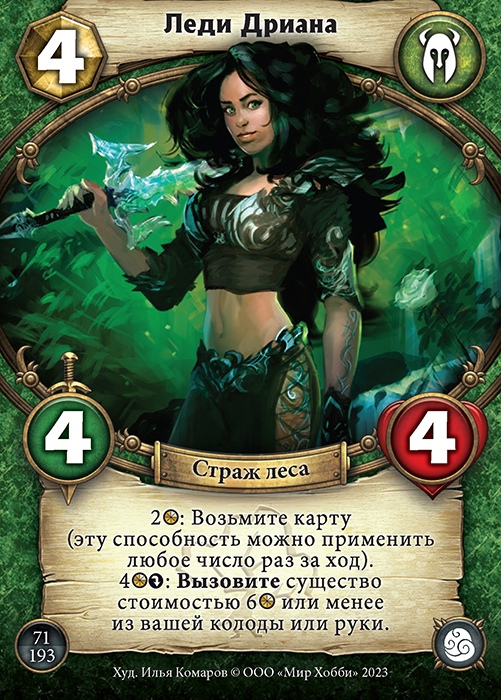 Леди Дриана
4
4
4
Страж леса
2: Возьмите карту
(эту способность можно применить
любое число раз за ход).
4: Вызовите существо
стоимостью 6 или менее
из вашей колоды или руки.
71
193
Худ. Илья Комаров © ООО «Мир Хобби» 2023